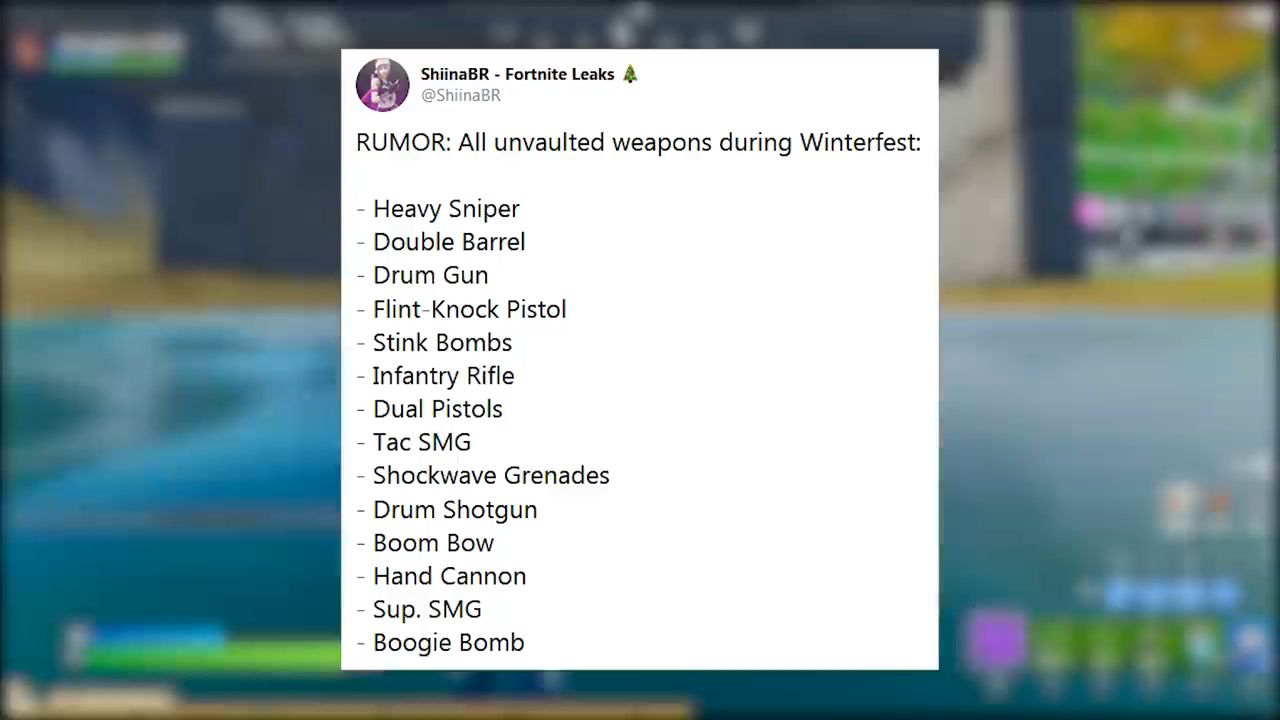 ShiinaBR - Fortnite Leaks 🎄
@ShiinaBR
RUMOR: All unvaulted weapons during Winterfest:
- Heavy Sniper
- Double Barrel
- Drum Gun
- Flint-Knock Pistol
- Stink Bombs
- Infantry Rifle
- Dual Pistols
- Tac SMG
- Shockwave Grenades
- Drum Shotgun
- Boom Bow
- Hand Cannon
- Sup. SMG
- Boogie Bomb